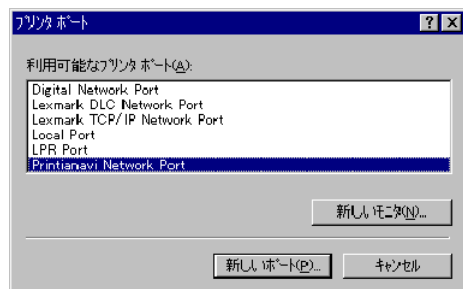 プリンタ ポート
利用可能なプリンタ ポート(A):
Digital Network Port
Lexmark DLC Network Port
Lexmark TCP/IP Network Port
Local Port
LPR Port
Printianavi Network Port
新しいモニタ(N)...
新しいポート(P)...
キャンセル